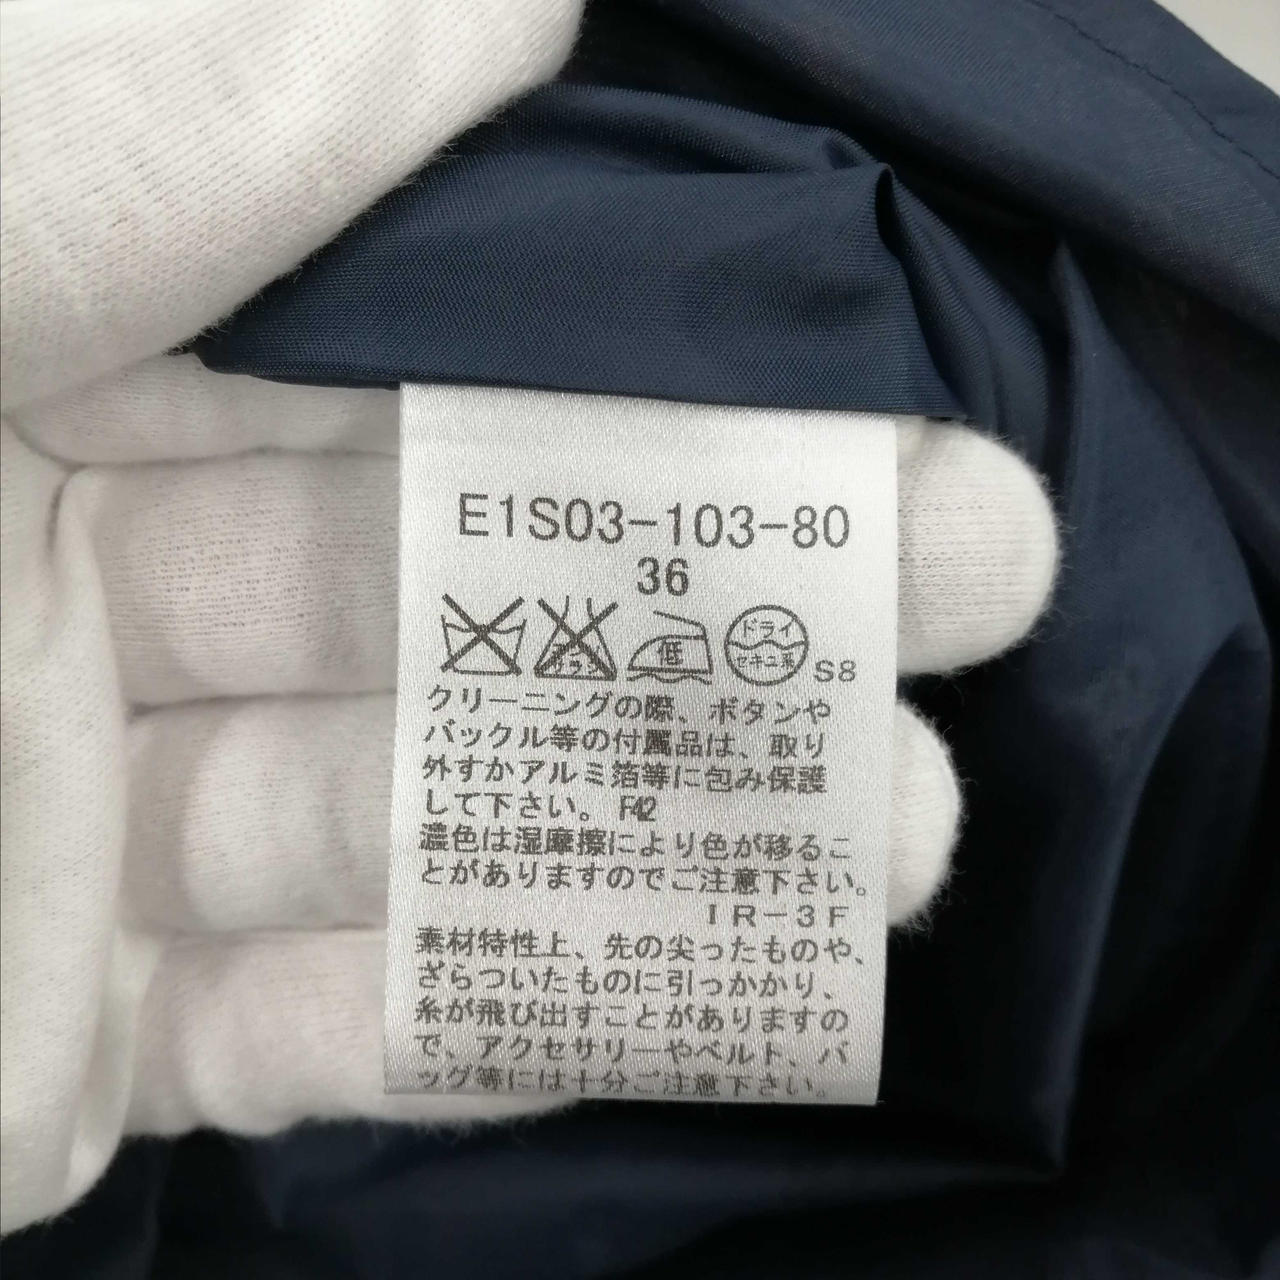 E1S03-103-80
36
低
ドライ
セキユ系
S8
クリーニングの際、ボタンや
バックル等の付属品は、取り
外すかアルミ箔等に包み保護
して下さい。F42
濃色は湿摩擦により色が移るこ
とがありますのでご注意下さい。
IR-3F
素材特性上、先の尖ったものや、
ざらついたものに引っかかり、
糸が飛び出すことがありますの
で、アクセサリーやベルト、バ
ッグ等には十分ご注意下さい。